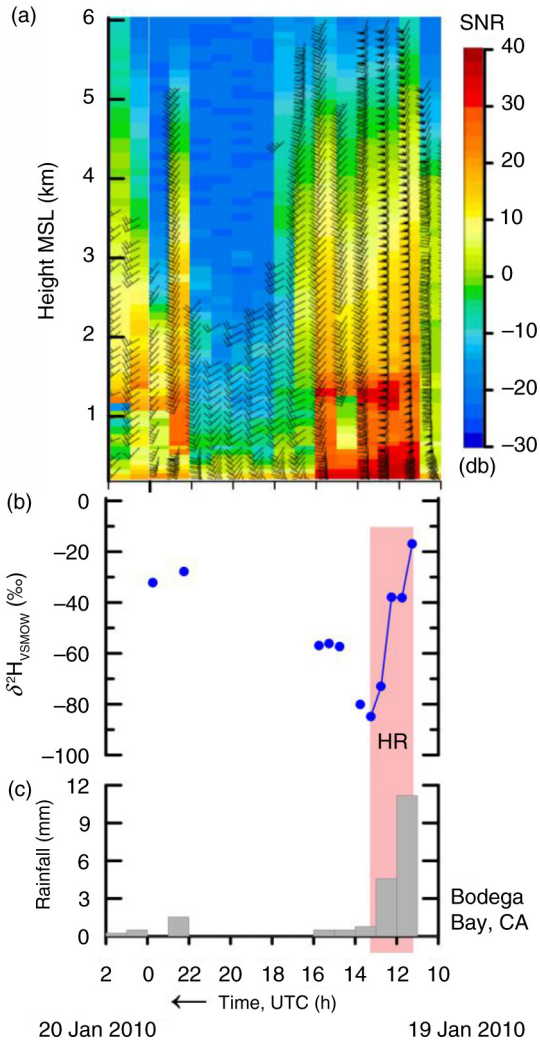 (a)
SNR
6
5
4
3
2
1
Height MSL (km)
40
30
20
10
0
−10
−20
−30
(db)
(b)
0
−20
−40
−60
−80
−100
δ²H_VSMOW (‰)
HR
(c)
12
9
6
3
0
Rainfall (mm)
Bodega
Bay, CA
2 0 22 20 18 16 14 12 10
← Time, UTC (h)
20 Jan 2010 19 Jan 2010